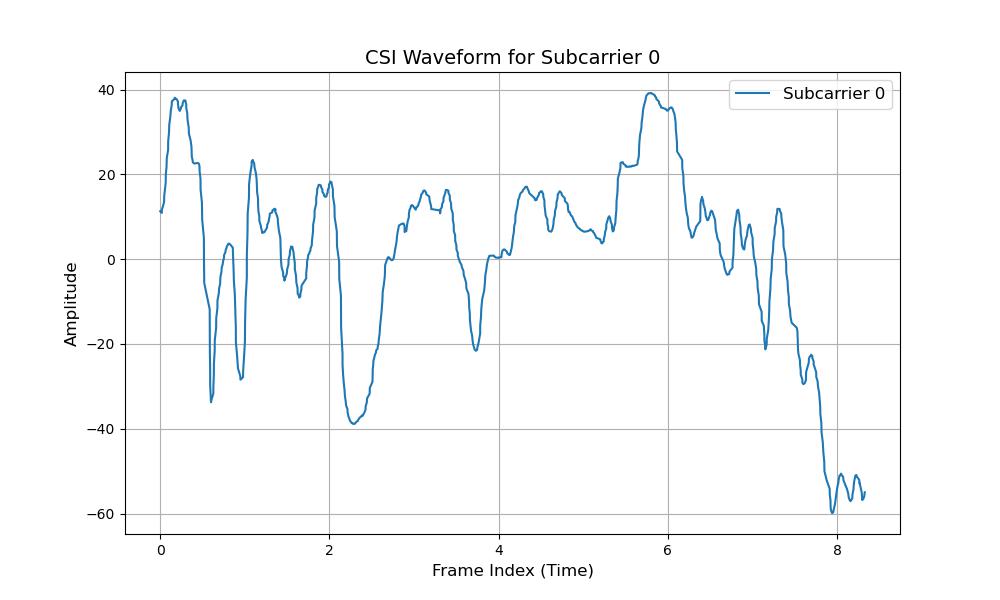 CSI Waveform for Subcarrier 0
Subcarrier 0
40
20
0
−20
−40
−60
Amplitude
0 2 4 6 8
Frame Index (Time)